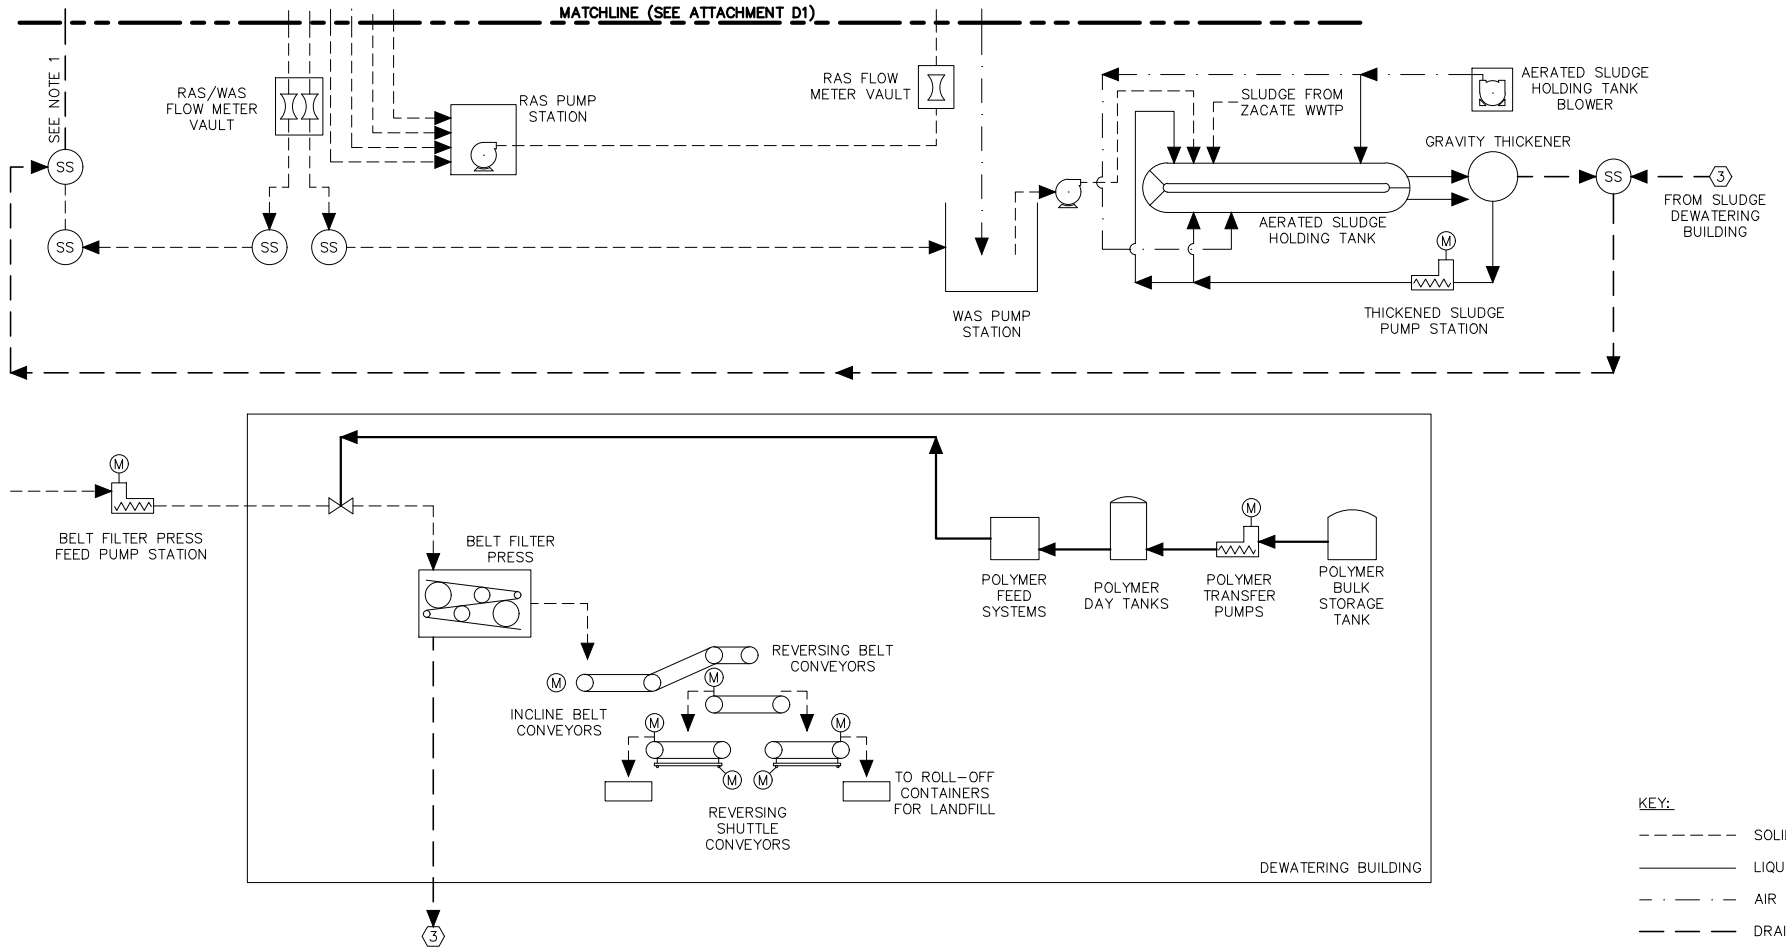 MATCHLINE (SEE ATTACHMENT D1)
SEE NOTE 1
RAS/WAS
FLOW METER
VAULT
RAS PUMP
STATION
RAS FLOW
METER VAULT
SLUDGE FROM
ZACATE WWTP
AERATED SLUDGE
HOLDING TANK
BLOWER
GRAVITY THICKENER
SS
SS
3
FROM SLUDGE
DEWATERING
BUILDING
AERATED SLUDGE
HOLDING TANK
M
SS
SS
SS
WAS PUMP
STATION
THICKENED SLUDGE
PUMP STATION
M
BELT FILTER PRESS
FEED PUMP STATION
BELT FILTER
PRESS
M
POLYMER
FEED
SYSTEMS
POLYMER
DAY TANKS
POLYMER
TRANSFER
PUMPS
POLYMER
BULK
STORAGE
TANK
REVERSING BELT
CONVEYORS
M
M
INCLINE BELT
CONVEYORS
M
M
M
M
TO ROLL-OFF
CONTAINERS
FOR LANDFILL
REVERSING
SHUTTLE
CONVEYORS
DEWATERING BUILDING
3
KEY:
SOLI
LIQU
AIR
DRAI